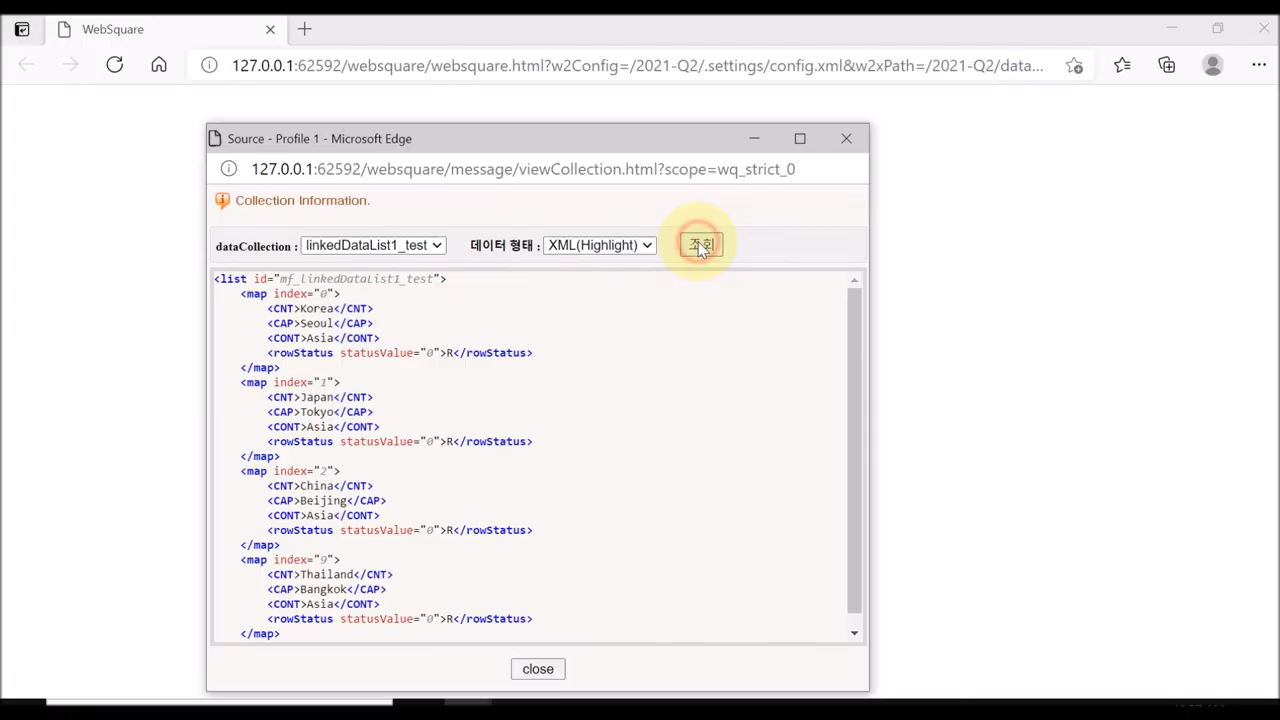 WebSquare
127.0.0.1:62592/websquare/websquare.html?w2Config=/2021-Q2/.settings/config.xml&w2xPath=/2021-Q2/data...
Source - Profile 1 - Microsoft Edge
127.0.0.1:62592/websquare/message/viewCollection.html?scope=wq_strict_0
Collection Information.
dataCollection : linkedDataList1_test 데이터 형태 : XML(Highlight) 조회
<list id="mf_linkedDataList1_test">
<map index="0">
<CNT>Korea</CNT>
<CAP>Seoul</CAP>
<CONT>Asia</CONT>
<rowStatus statusValue="0">R</rowStatus>
</map>
<map index="1">
<CNT>Japan</CNT>
<CAP>Tokyo</CAP>
<CONT>Asia</CONT>
<rowStatus statusValue="0">R</rowStatus>
</map>
<map index="2">
<CNT>China</CNT>
<CAP>Beijing</CAP>
<CONT>Asia</CONT>
<rowStatus statusValue="0">R</rowStatus>
</map>
<map index="9">
<CNT>Thailand</CNT>
<CAP>Bangkok</CAP>
<CONT>Asia</CONT>
<rowStatus statusValue="0">R</rowStatus>
</map>
close